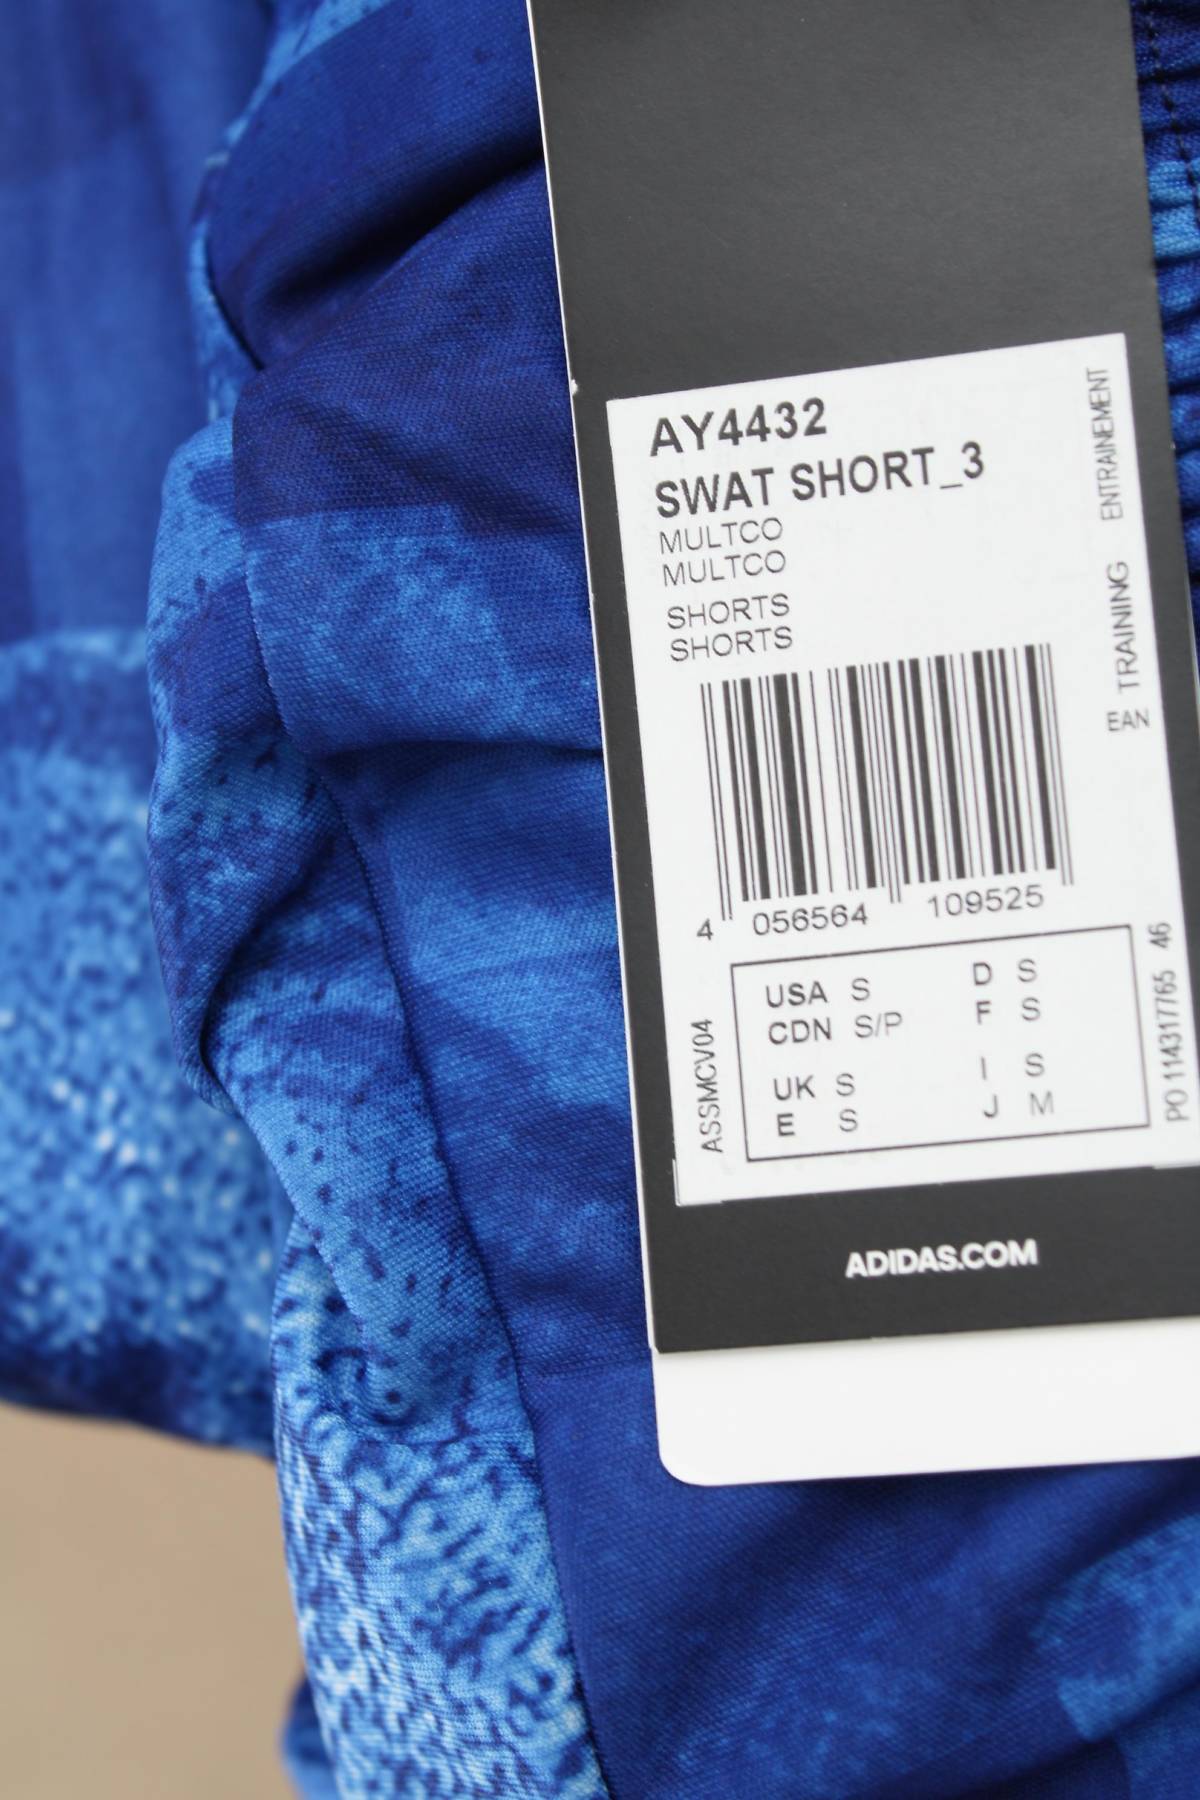 AY4432
SWAT SHORT_3
MULTCO
MULTCO
SHORTS
SHORTS
TRAINING ENTRAINEMENT
EAN
4 056564 109525
USA S D S
CDN S/P F S
UK S I S
E S J M
ASSMCV04
PO 114317765 46
ADIDAS.COM